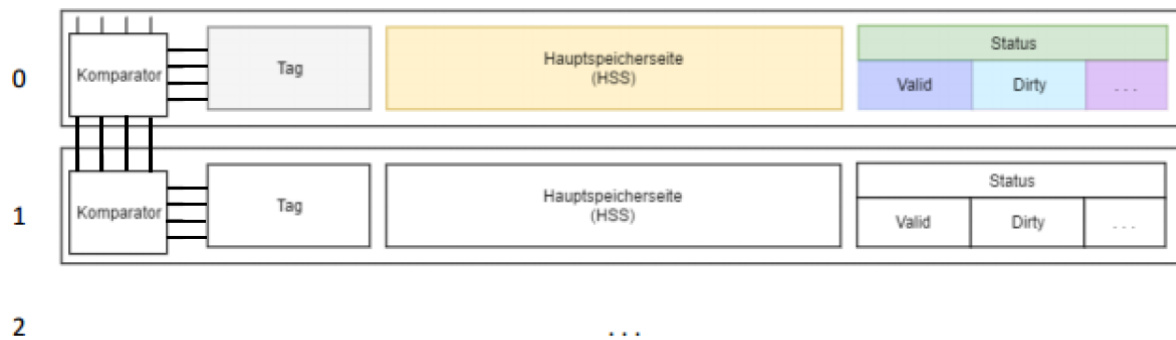 0
Komparator
Tag
Hauptspeicherseite
(HSS)
Status
Valid
Dirty
. . .
1
Komparator
Tag
Hauptspeicherseite
(HSS)
Status
Valid
Dirty
. . .
2
. . .